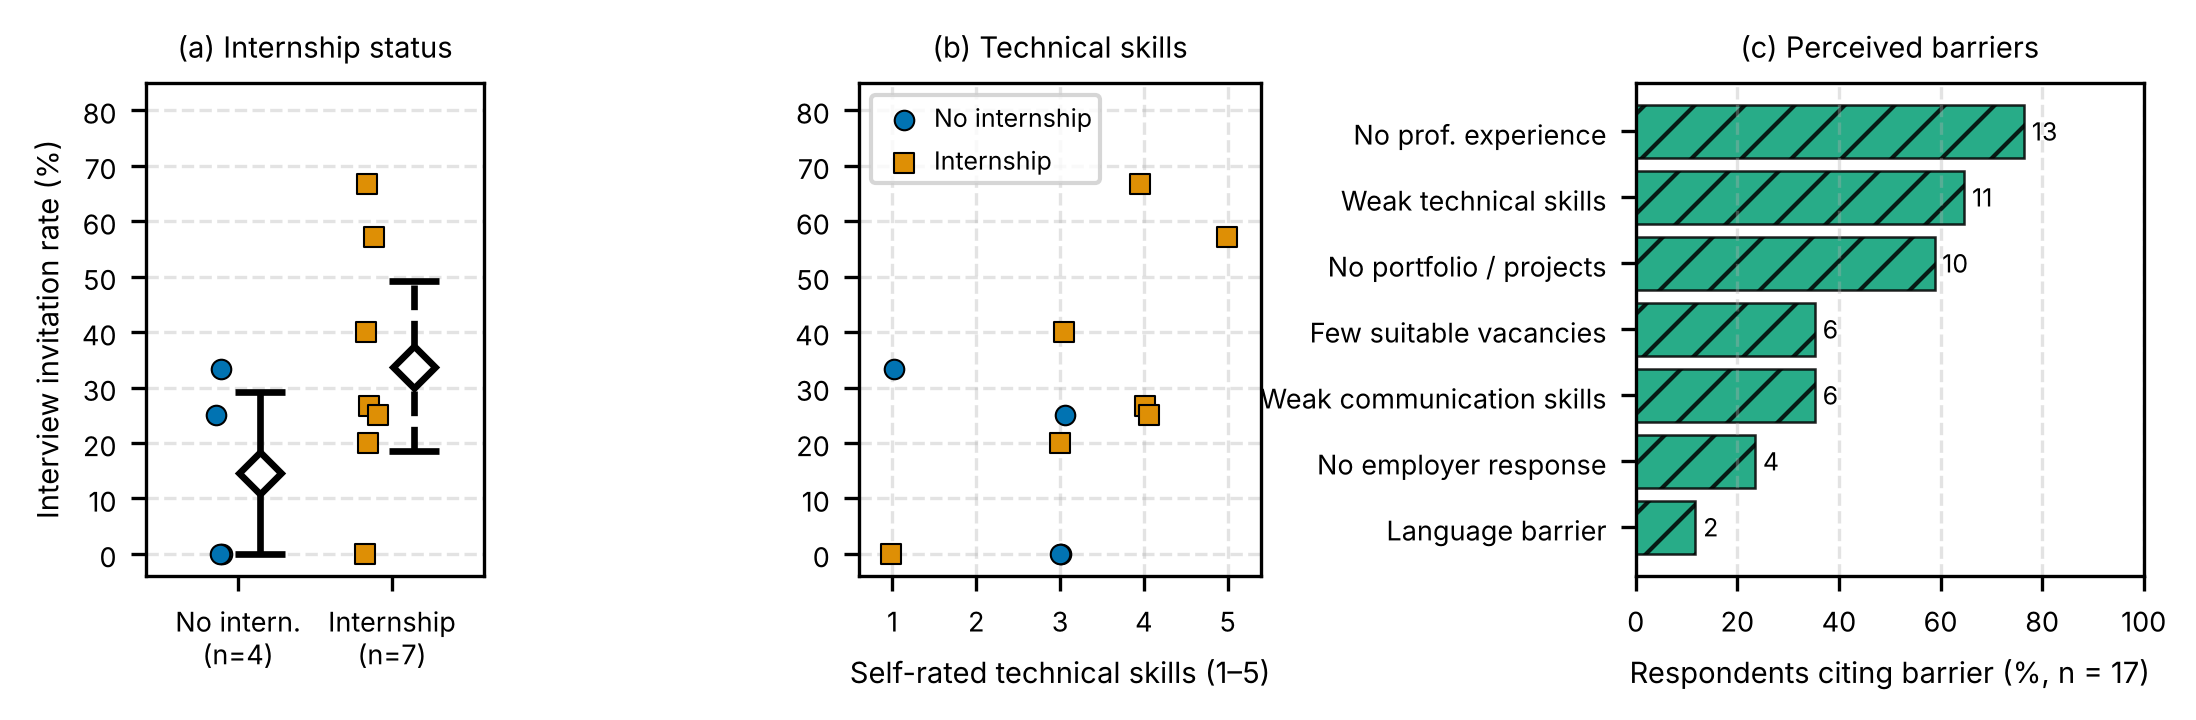 (a) Internship status
Interview invitation rate (%)
80
70
60
50
40
30
20
10
0
No intern.
(n=4)
Internship
(n=7)
(b) Technical skills
No internship
Internship
80
70
60
50
40
30
20
10
0
1 2 3 4 5
Self-rated technical skills (1–5)
(c) Perceived barriers
No prof. experience 13
Weak technical skills 11
No portfolio / projects 10
Few suitable vacancies 6
Weak communication skills 6
No employer response 4
Language barrier 2
0 20 40 60 80 100
Respondents citing barrier (%, n = 17)